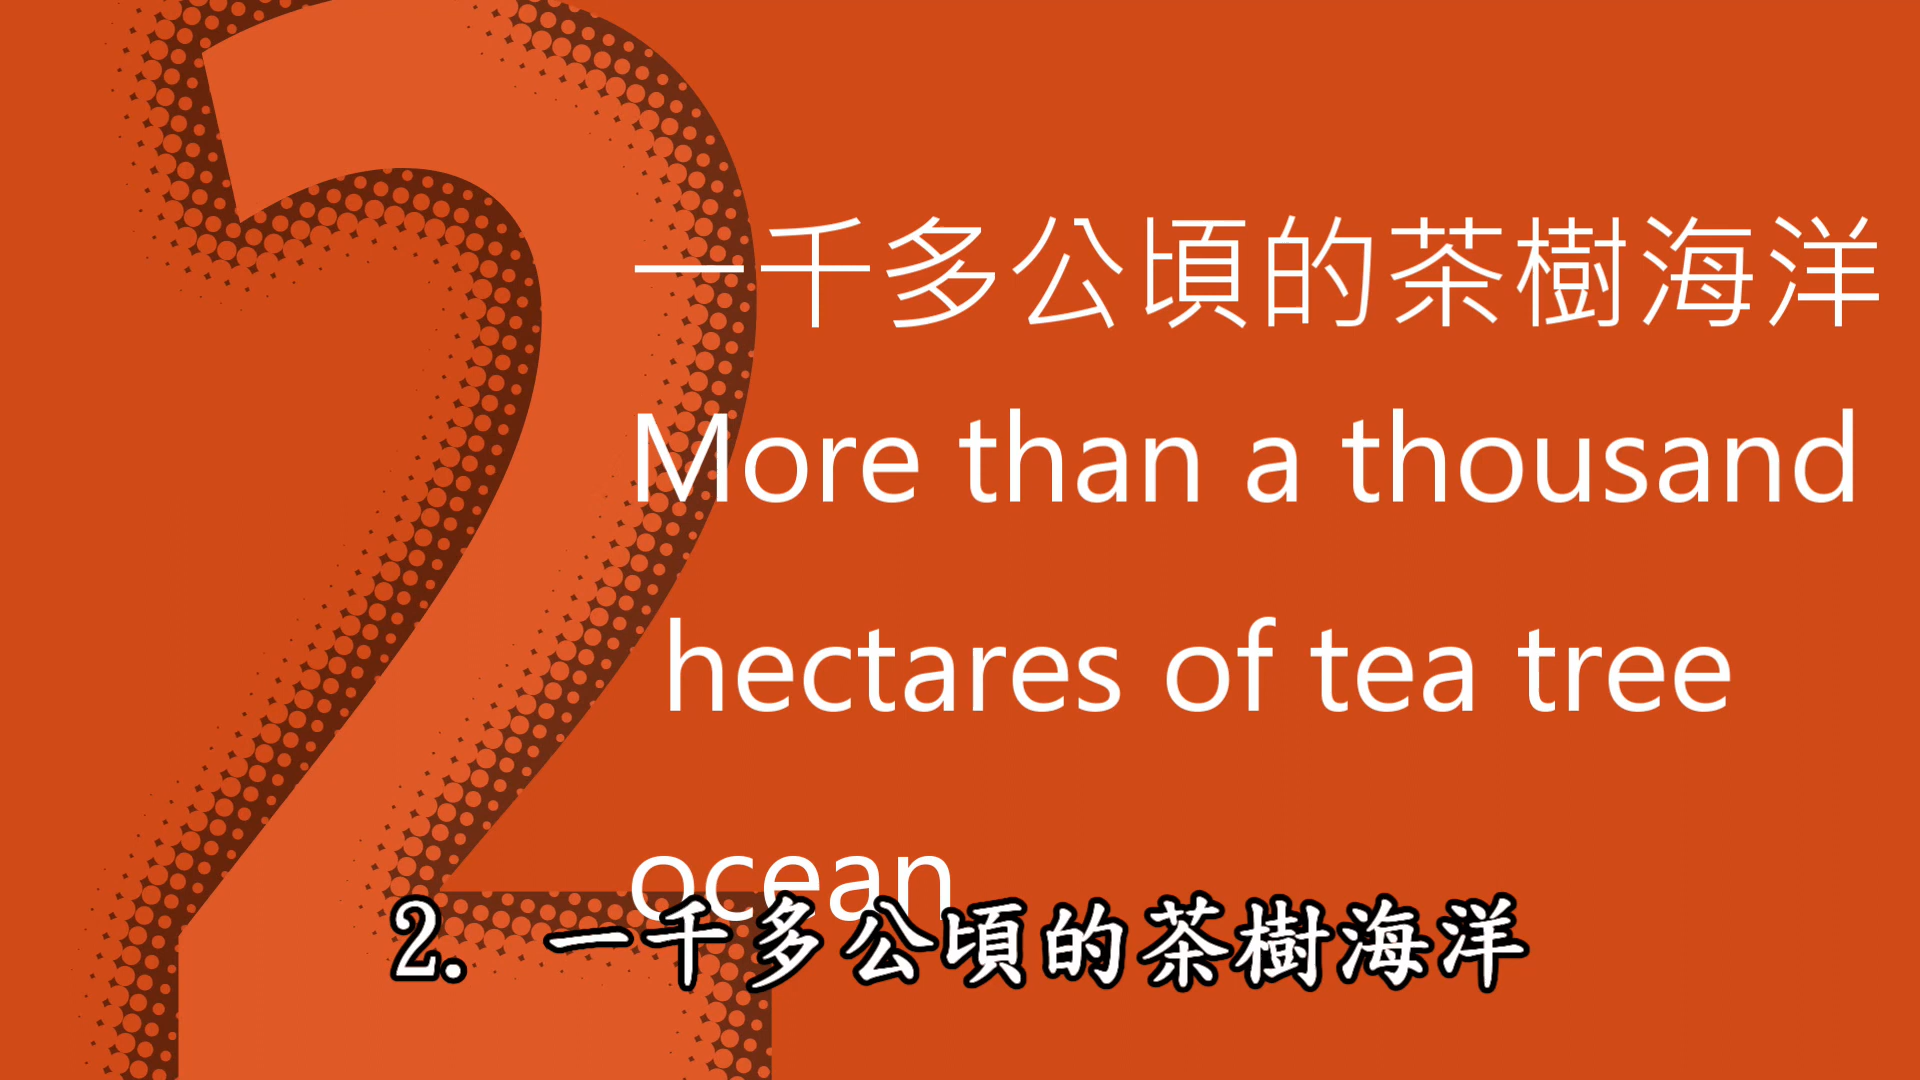 2
一千多公頃的茶樹海洋
More than a thousand
hectares of tea tree
ocean
2. 一千多公頃的茶樹海洋